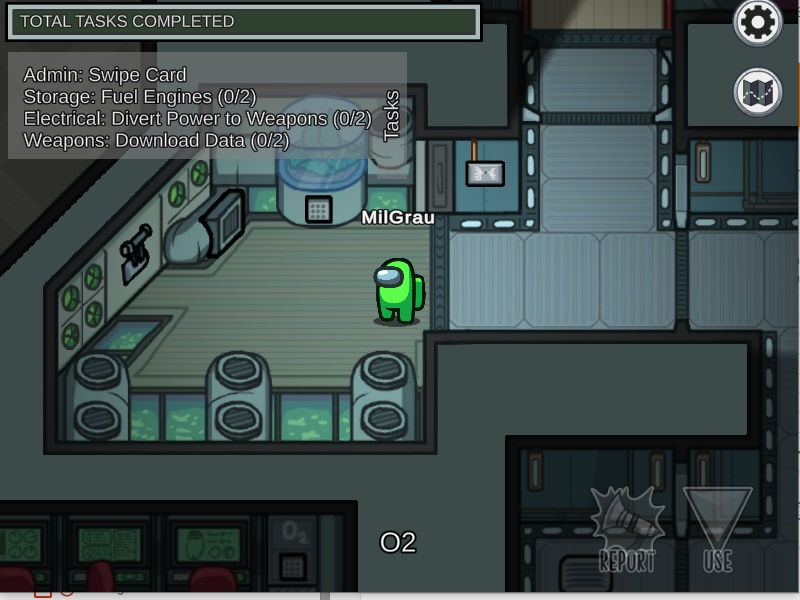 TOTAL TASKS COMPLETED
Admin: Swipe Card
Storage: Fuel Engines (0/2)
Electrical: Divert Power to Weapons (0/2)
Weapons: Download Data (0/2)
Tasks
MilGrau
O2
O2
REPORT
USE